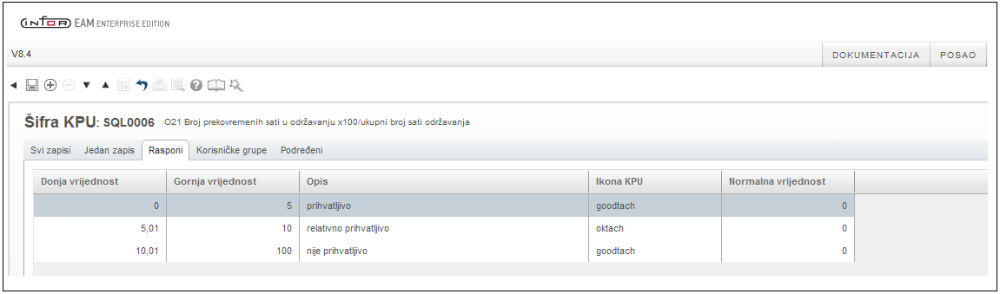 infor EAM ENTERPRISE EDITION
V8.4 DOKUMENTACIJA POSAO
Šifra KPU: SQL0006 O21 Broj prekovremenih sati u održavanju x100/ukupni broj sati održavanja
Svi zapisi Jedan zapis Rasponi Korisničke grupe Podređeni
Donja vrijednost Gornja vrijednost Opis Ikona KPU Normalna vrijednost
0 5 prihvatljivo goodtach 0
5,01 10 relativno prihvatljivo oktach 0
10,01 100 nije prihvatljivo goodtach 0